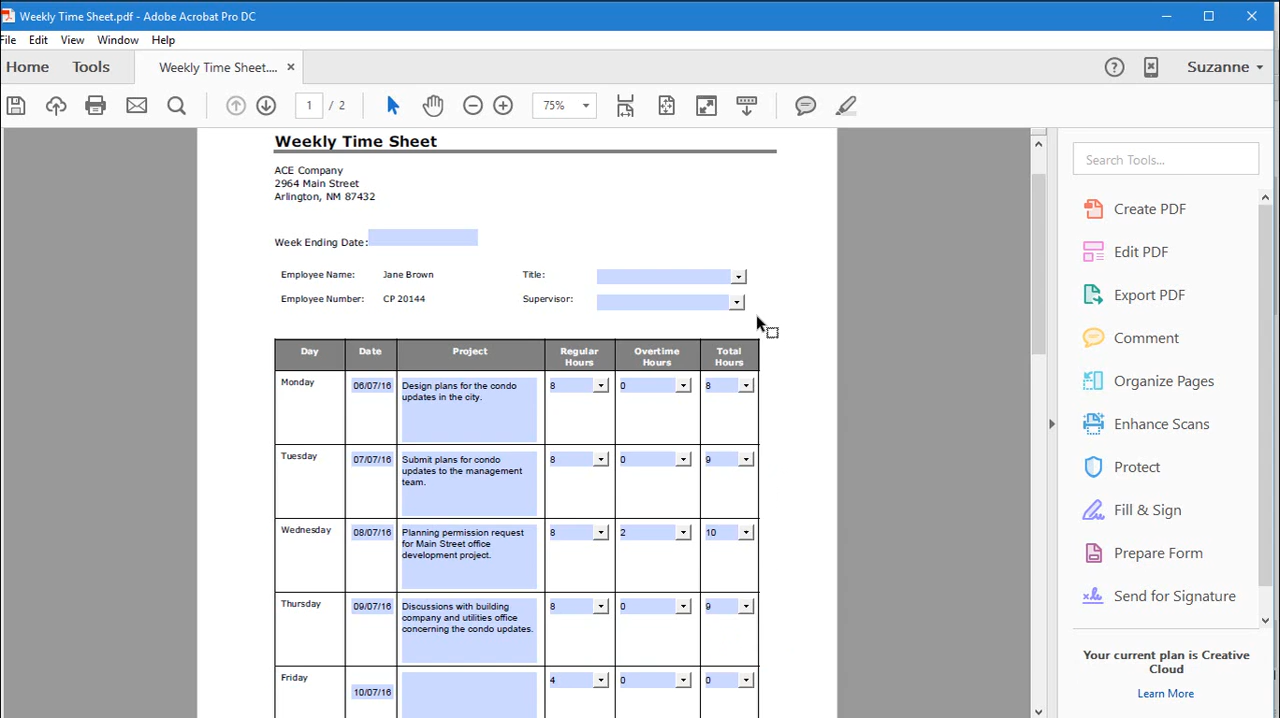 Weekly Time Sheet.pdf - Adobe Acrobat Pro DC
File Edit View Window Help
Home Tools Weekly Time Sheet.... × Suzanne
1 / 2 75%
Weekly Time Sheet
ACE Company
2964 Main Street
Arlington, NM 87432
Week Ending Date:
Employee Name: Jane Brown Title:
Employee Number: CP 20144 Supervisor:
Day Date Project Regular Hours Overtime Hours Total Hours
Monday 06/07/16 Design plans for the condo 8 0 8
updates in the city.
Tuesday 07/07/16 Submit plans for condo 8 0 9
updates to the management
team.
Wednesday 08/07/16 Planning permission request 8 2 10
for Main Street office
development project.
Thursday 09/07/16 Discussions with building 8 0 9
company and utilities office
concerning the condo updates.
Friday 4 0 0
10/07/16
Search Tools...
Create PDF
Edit PDF
Export PDF
Comment
Organize Pages
Enhance Scans
Protect
Fill & Sign
Prepare Form
Send for Signature
Your current plan is Creative
Cloud
Learn More